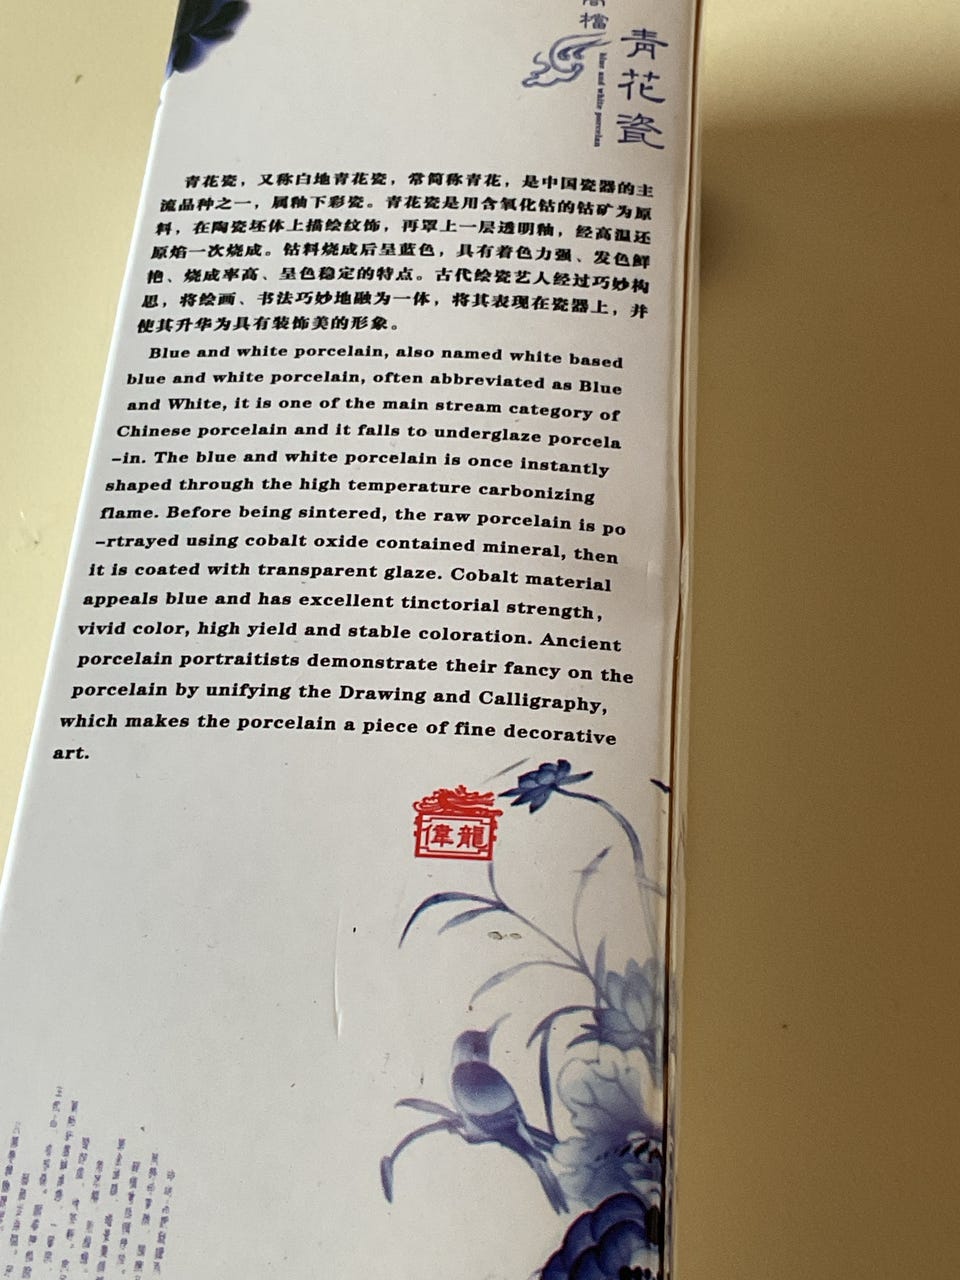 高檔
青花瓷
blue and white porcelan
青花瓷，又称白地青花瓷，常简称青花，是中国瓷器的主
流品种之一，属釉下彩瓷。青花瓷是用含氧化钴的钴矿为原
料，在陶瓷坯体上描绘纹饰，再罩上一层透明釉，经高温还
原焰一次烧成。钴料烧成后呈蓝色，具有着色力强、发色鲜
艳、烧成率高、呈色稳定的特点。古代绘瓷艺人经过巧妙构
思，将绘画、书法巧妙地融为一体，将其表现在瓷器上，并
使其升华为具有装饰美的形象。
Blue and white porcelain, also named white based
blue and white porcelain, often abbreviated as Blue
and White, it is one of the main stream category of
Chinese porcelain and it falls to underglaze porcela
-in. The blue and white porcelain is once instantly
shaped through the high temperature carbonizing
flame. Before being sintered, the raw porcelain is po
-rtrayed using cobalt oxide contained mineral, then
it is coated with transparent glaze. Cobalt material
appeals blue and has excellent tinctorial strength,
vivid color, high yield and stable coloration. Ancient
porcelain portraitists demonstrate their fancy on the
porcelain by unifying the Drawing and Calligraphy,
which makes the porcelain a piece of fine decorative
art.
偉龍